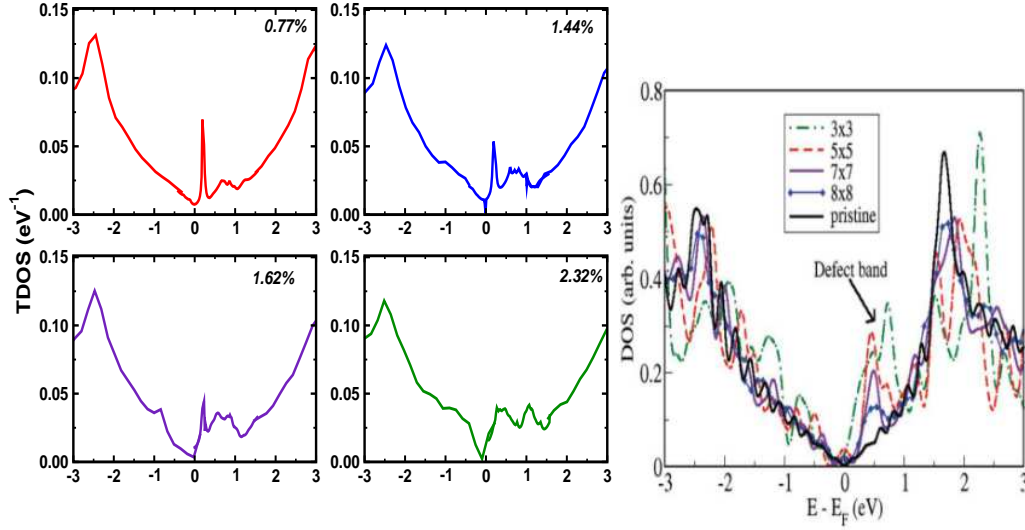 TDOS (eV⁻¹)
0.15
0.77%
0.10
0.05
0.00
-3 -2 -1 0 1 2 3
0.15
1.44%
0.10
0.05
0.00
-3 -2 -1 0 1 2 3
0.15
1.62%
0.10
0.05
0.00
-3 -2 -1 0 1 2 3
0.15
2.32%
0.10
0.05
0.00
-3 -2 -1 0 1 2 3
DOS (arb. units)
0.8
0.6
0.4
0.2
0
3x3
5x5
7x7
8x8
pristine
Defect band
-3 -2 -1 0 1 2 3
E - E_F (eV)